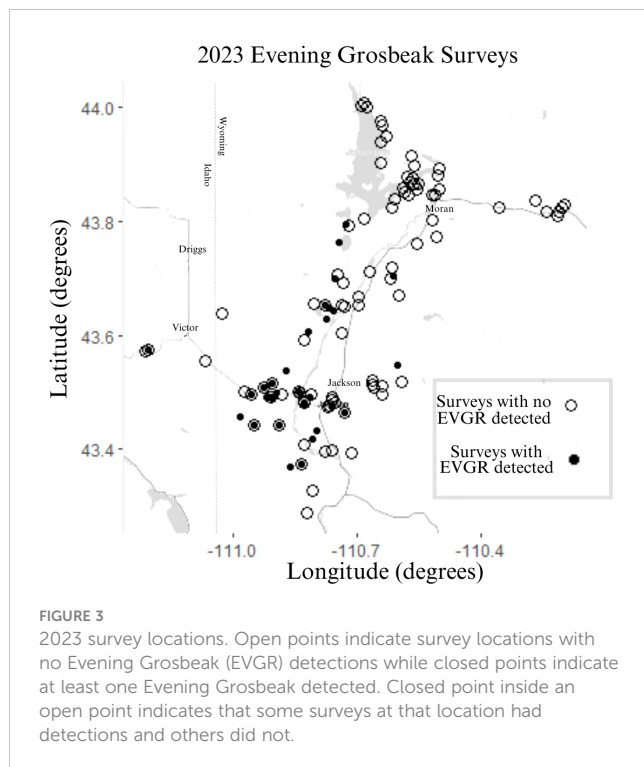 2023 Evening Grosbeak Surveys
44.0
Wyoming
Idaho
43.8
Moran
Driggs
Latitude (degrees)
Victor
43.6
Jackson
Surveys with no
EVGR detected
43.4
Surveys with
EVGR detected
-111.0
-110.7
-110.4
Longitude (degrees)
FIGURE 3
2023 survey locations. Open points indicate survey locations with
no Evening Grosbeak (EVGR) detections while closed points indicate
at least one Evening Grosbeak detected. Closed point inside an
open point indicates that some surveys at that location had
detections and others did not.